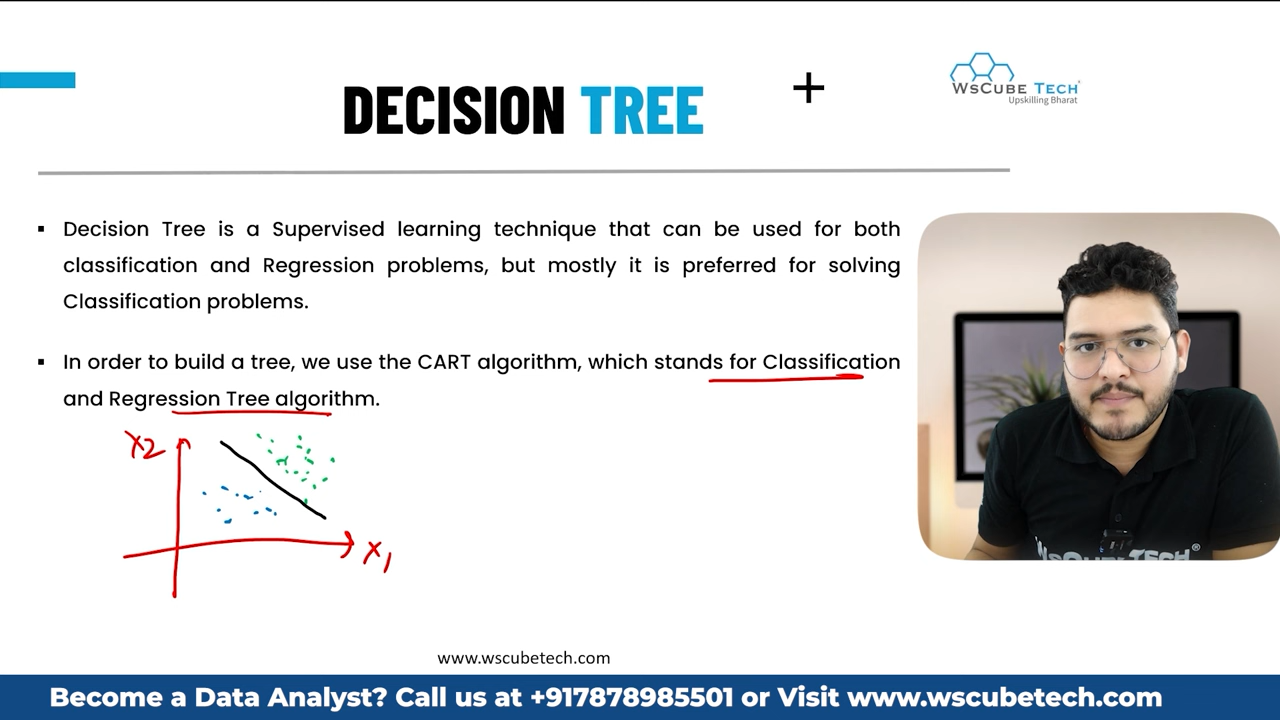 DECISION TREE
+
WSCUBE TECH
Upskilling Bharat
▪ Decision Tree is a Supervised learning technique that can be used for both
classification and Regression problems, but mostly it is preferred for solving
Classification problems.
▪ In order to build a tree, we use the CART algorithm, which stands for Classification
and Regression Tree algorithm.
X2
X1
WSCUBE TECH®
www.wscubetech.com
Become a Data Analyst? Call us at +917878985501 or Visit www.wscubetech.com